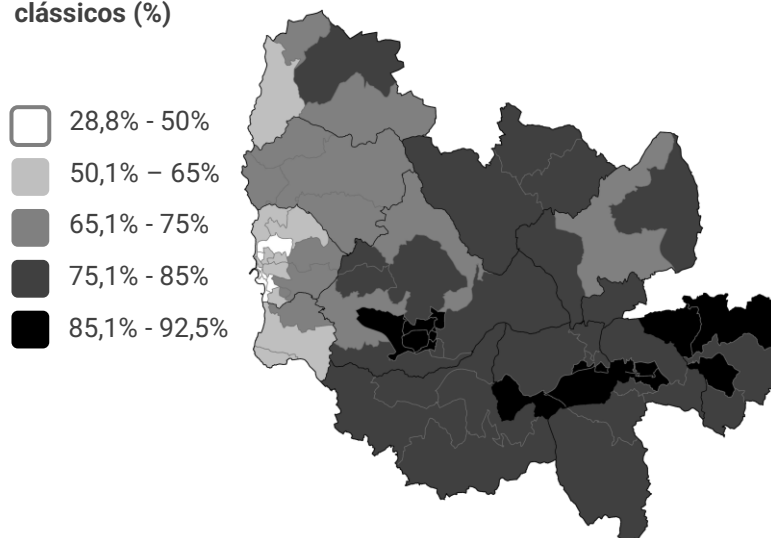 clássicos (%)
28,8% - 50%
50,1% – 65%
65,1% - 75%
75,1% - 85%
85,1% - 92,5%